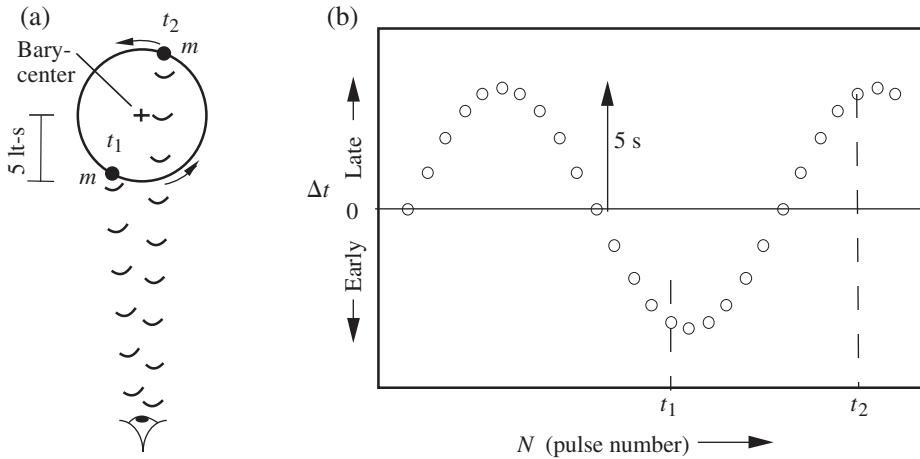 (a)
t₂
m
Bary-
center
t₁
m
5 lt-s
(b)
Late
Δt
0
Early
5 s
t₁
t₂
N (pulse number)